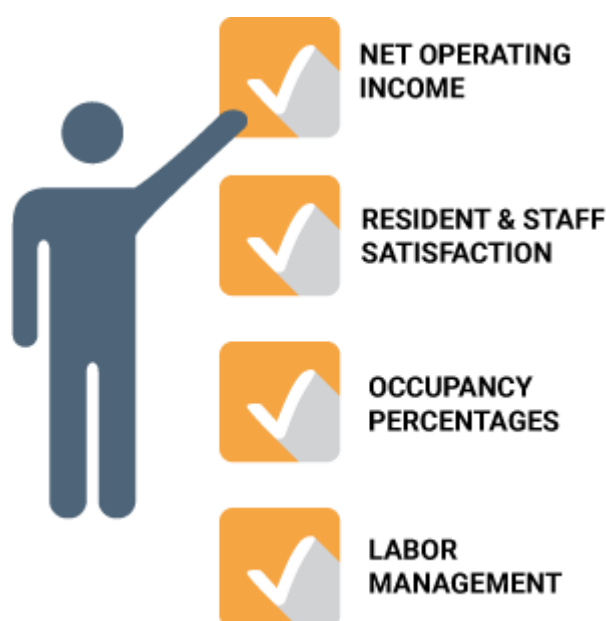 NET OPERATING
INCOME
RESIDENT & STAFF
SATISFACTION
OCCUPANCY
PERCENTAGES
LABOR
MANAGEMENT